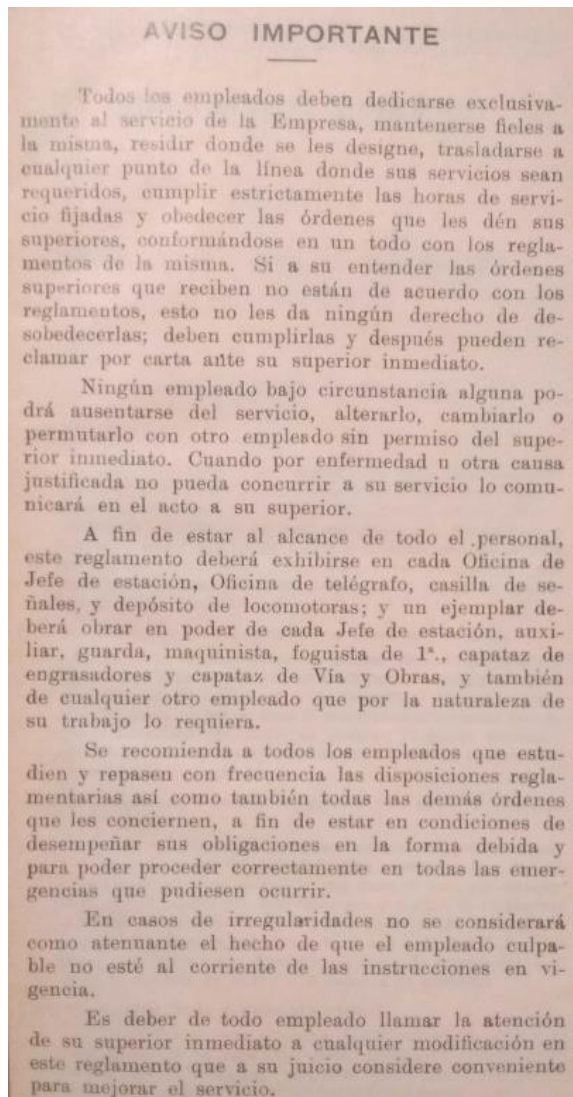 AVISO IMPORTANTE
Todos los empleados deben dedicarse exclusiva-
mente al servicio de la Empresa, mantenerse fieles a
la misma, residir donde se les designe, trasladarse a
cualquier punto de la línea donde sus servicios sean
requeridos, cumplir estrictamente las horas de servi-
cio fijadas y obedecer las órdenes que les dén sus
superiores, conformándose en un todo con los regla-
mentos de la misma. Si a su entender las órdenes
superiores que reciben no están de acuerdo con los
reglamentos, esto no les da ningún derecho de de-
sobedecerlas; deben cumplirlas y después pueden re-
clamar por carta ante su superior inmediato.
Ningún empleado bajo circunstancia alguna po-
drá ausentarse del servicio, alterarlo, cambiarlo o
permutarlo con otro empleado sin permiso del supe-
rior inmediato. Cuando por enfermedad u otra causa
justificada no pueda concurrir a su servicio lo comu-
nicará en el acto a su superior.
A fin de estar al alcance de todo el .personal,
este reglamento deberá exhibirse en cada Oficina de
Jefe de estación, Oficina de telégrafo, casilla de se-
ñales, y depósito de locomotoras; y un ejemplar de-
berá obrar en poder de cada Jefe de estación, auxi-
liar, guarda, maquinista, foguista de 1ª., capataz de
engrasadores y capataz de Vía y Obras, y también
de cualquier otro empleado que por la naturaleza de
su trabajo lo requiera.
Se recomienda a todos los empleados que estu-
dien y repasen con frecuencia las disposiciones regla-
mentarias así como también todas las demás órdenes
que les conciernen, a fin de estar en condiciones de
desempeñar sus obligaciones en la forma debida y
para poder proceder correctamente en todas las emer-
gencias que pudiesen ocurrir.
En casos de irregularidades no se considerará
como atenuante el hecho de que el empleado culpa-
ble no esté al corriente de las instrucciones en vi-
gencia.
Es deber de todo empleado llamar la atención
de su superior inmediato a cualquier modificación en
este reglamento que a su juicio considere conveniente
para mejorar el servicio.